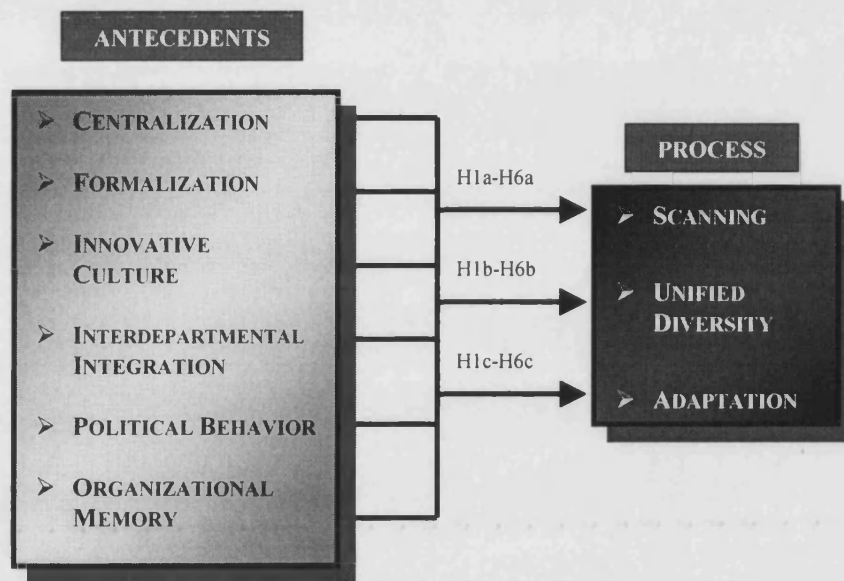 ANTECEDENTS
➢ CENTRALIZATION
➢ FORMALIZATION
➢ INNOVATIVE
CULTURE
➢ INTERDEPARTMENTAL
INTEGRATION
➢ POLITICAL BEHAVIOR
➢ ORGANIZATIONAL
MEMORY
H1a-H6a
H1b-H6b
H1c-H6c
PROCESS
➢ SCANNING
➢ UNIFIED
DIVERSITY
➢ ADAPTATION